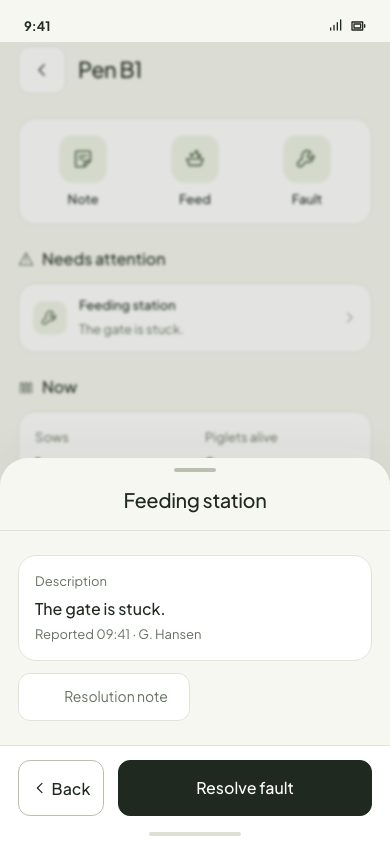 9:41
Pen B1
Note
Feed
Fault
Needs attention
Feeding station
The gate is stuck.
Now
Sows
Piglets alive
Feeding station
Description
The gate is stuck.
Reported 09:41 · G. Hansen
Resolution note
Back
Resolve fault